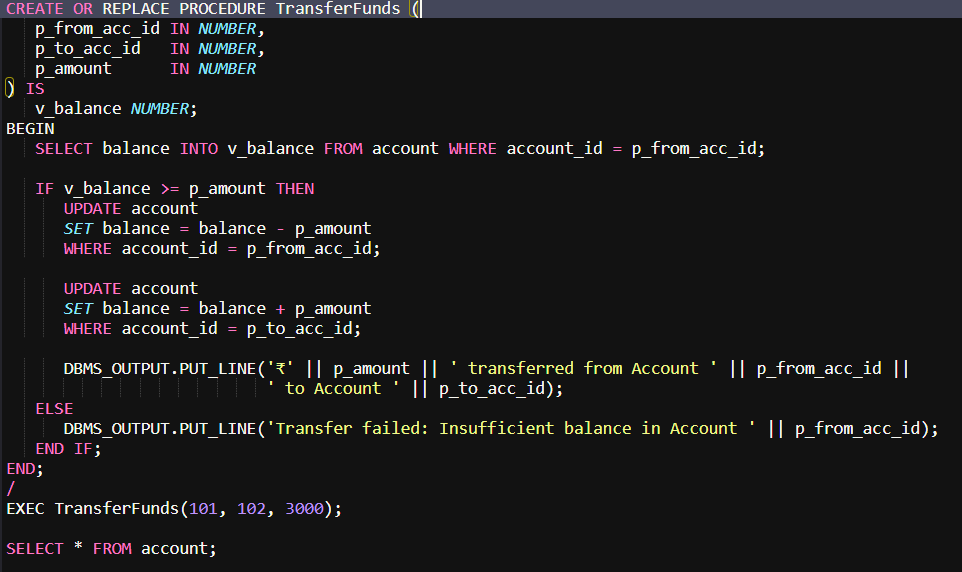 CREATE OR REPLACE PROCEDURE TransferFunds (
p_from_acc_id IN NUMBER,
p_to_acc_id   IN NUMBER,
p_amount      IN NUMBER
) IS
v_balance NUMBER;
BEGIN
SELECT balance INTO v_balance FROM account WHERE account_id = p_from_acc_id;
IF v_balance >= p_amount THEN
UPDATE account
SET balance = balance - p_amount
WHERE account_id = p_from_acc_id;
UPDATE account
SET balance = balance + p_amount
WHERE account_id = p_to_acc_id;
DBMS_OUTPUT.PUT_LINE('₹' || p_amount || ' transferred from Account ' || p_from_acc_id ||
' to Account ' || p_to_acc_id);
ELSE
DBMS_OUTPUT.PUT_LINE('Transfer failed: Insufficient balance in Account ' || p_from_acc_id);
END IF;
END;
/
EXEC TransferFunds(101, 102, 3000);
SELECT * FROM account;